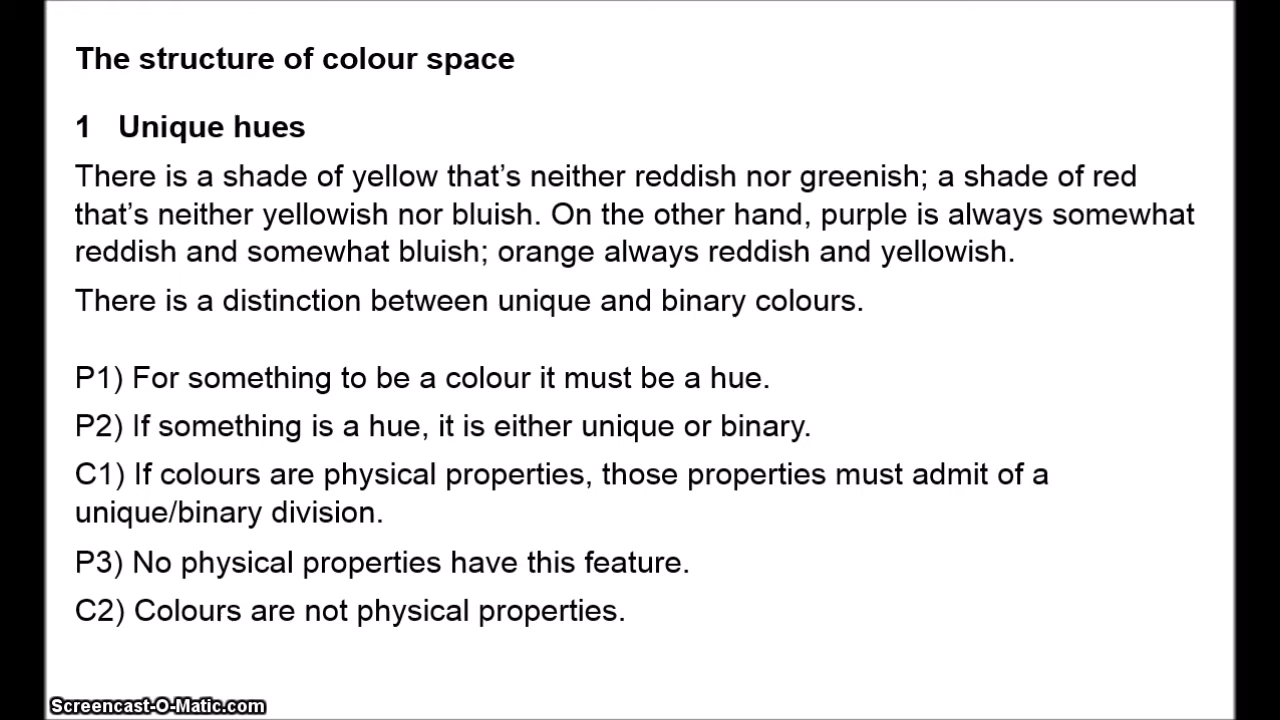 The structure of colour space
1 Unique hues
There is a shade of yellow that's neither reddish nor greenish; a shade of red
that's neither yellowish nor bluish. On the other hand, purple is always somewhat
reddish and somewhat bluish; orange always reddish and yellowish.
There is a distinction between unique and binary colours.
P1) For something to be a colour it must be a hue.
P2) If something is a hue, it is either unique or binary.
C1) If colours are physical properties, those properties must admit of a
unique/binary division.
P3) No physical properties have this feature.
C2) Colours are not physical properties.
Screencast-O-Matic.com